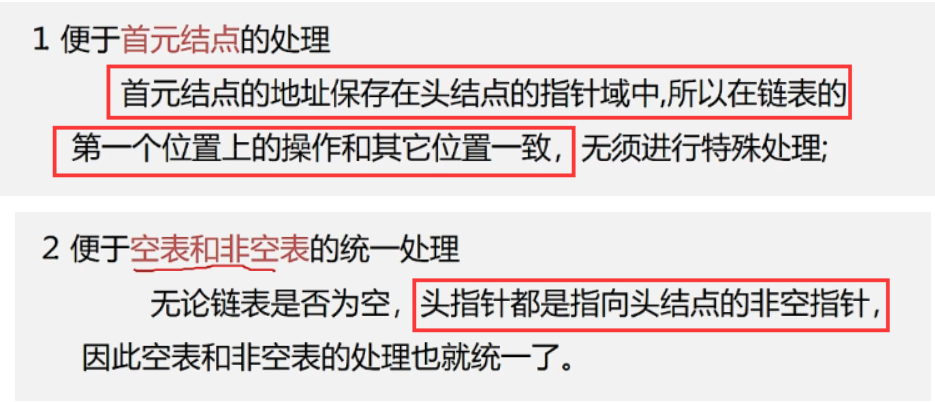 1 便于首元结点的处理
首元结点的地址保存在头结点的指针域中,所以在链表的
第一个位置上的操作和其它位置一致，无须进行特殊处理;
2 便于空表和非空表的统一处理
无论链表是否为空，头指针都是指向头结点的非空指针，
因此空表和非空表的处理也就统一了。